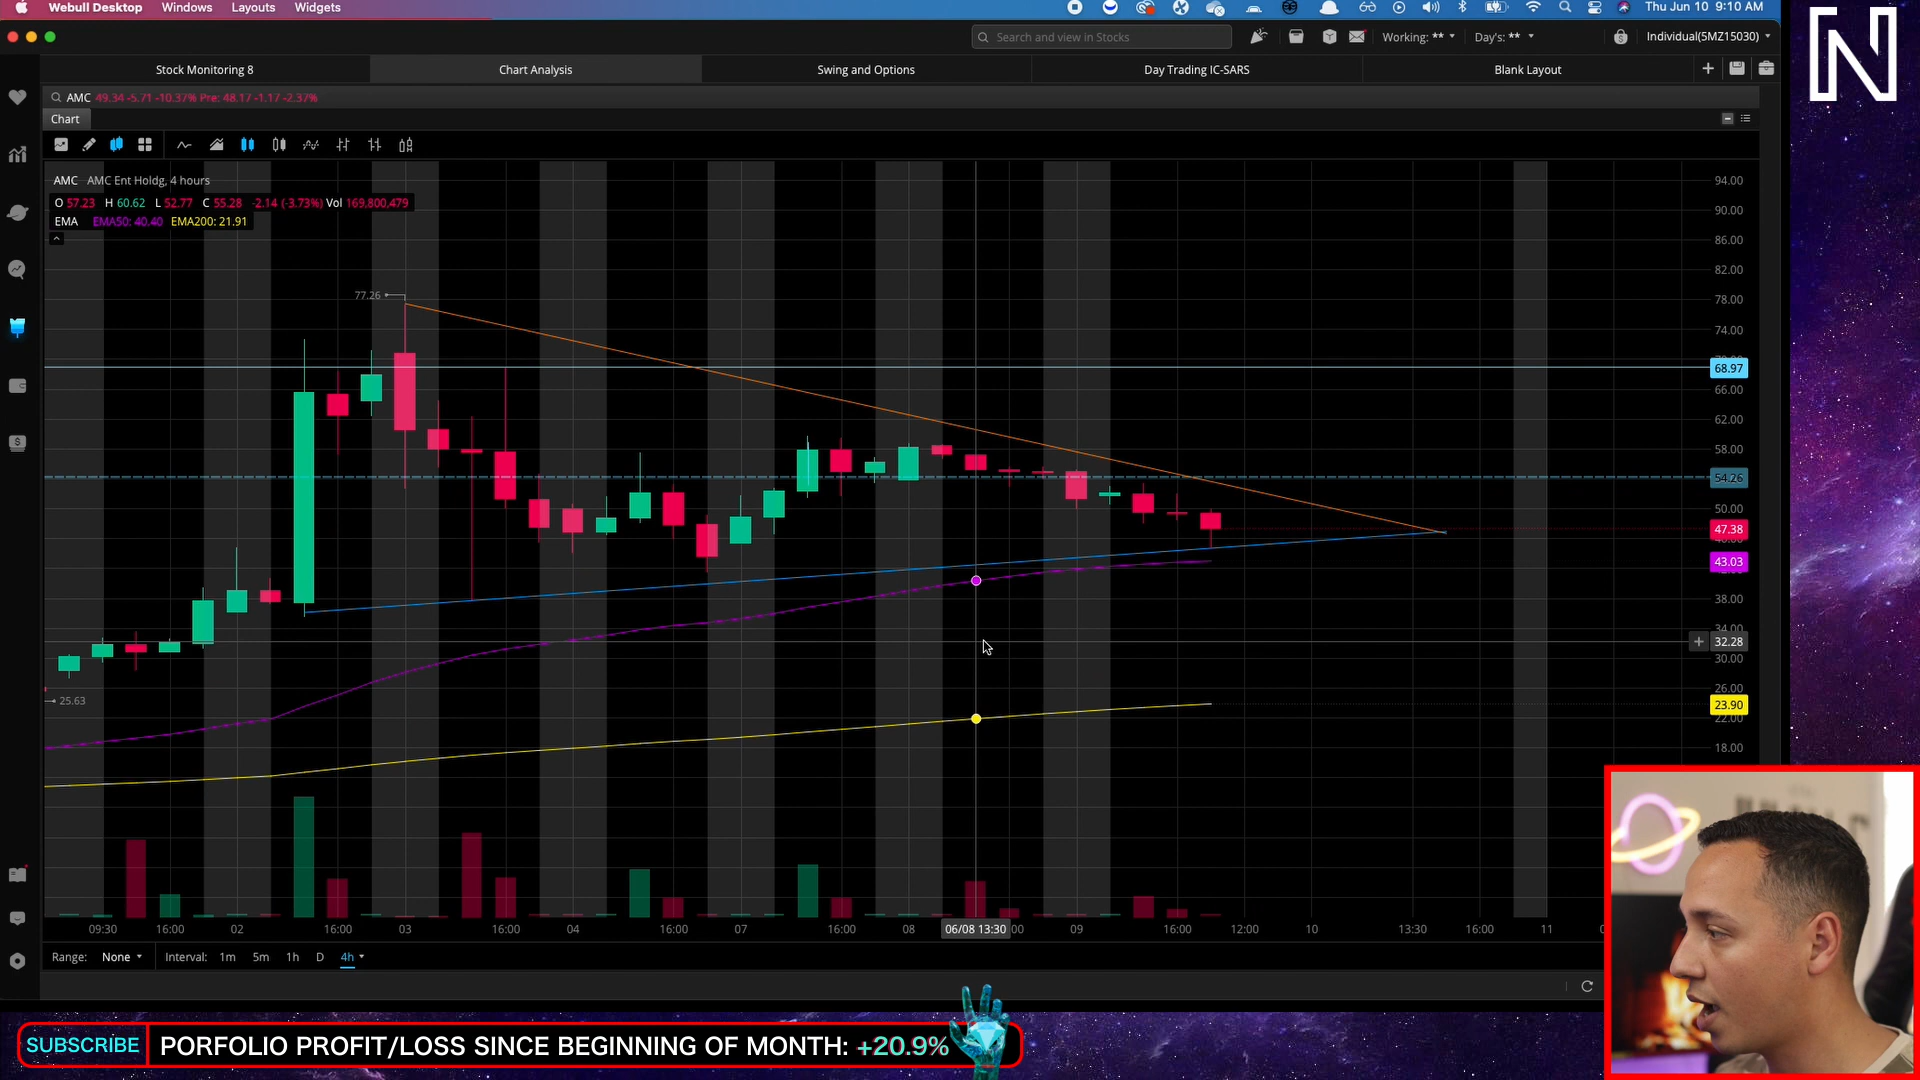 Webull Desktop Windows Layouts Widgets Thu Jun 10 9:10 AM
Search and view in Stocks Working: ** Day's: ** Individual(5MZ15030)
N
Stock Monitoring 8 Chart Analysis Swing and Options Day Trading IC-SARS Blank Layout
AMC 49.34 -5.71 -10.37% Pre: 48.17 -1.17 -2.37%
Chart
AMC AMC Ent Holdg, 4 hours
O 57.23 H 60.62 L 52.77 C 55.28 -2.14 (-3.73%) Vol 169,800,479
EMA EMA50: 40.40 EMA200: 21.91
94.00
90.00
86.00
82.00
77.26
78.00
74.00
68.97
66.00
62.00
58.00
54.26
50.00
47.38
43.03
38.00
34.00
32.28
30.00
26.00
25.63
23.90
22.00
18.00
09:30 16:00 02 16:00 03 16:00 04 16:00 07 16:00 08 06/08 13:30 09 16:00 12:00 10 13:30 16:00 11
Range: None Interval: 1m 5m 1h D 4h
SUBSCRIBE PORFOLIO PROFIT/LOSS SINCE BEGINNING OF MONTH: +20.9%